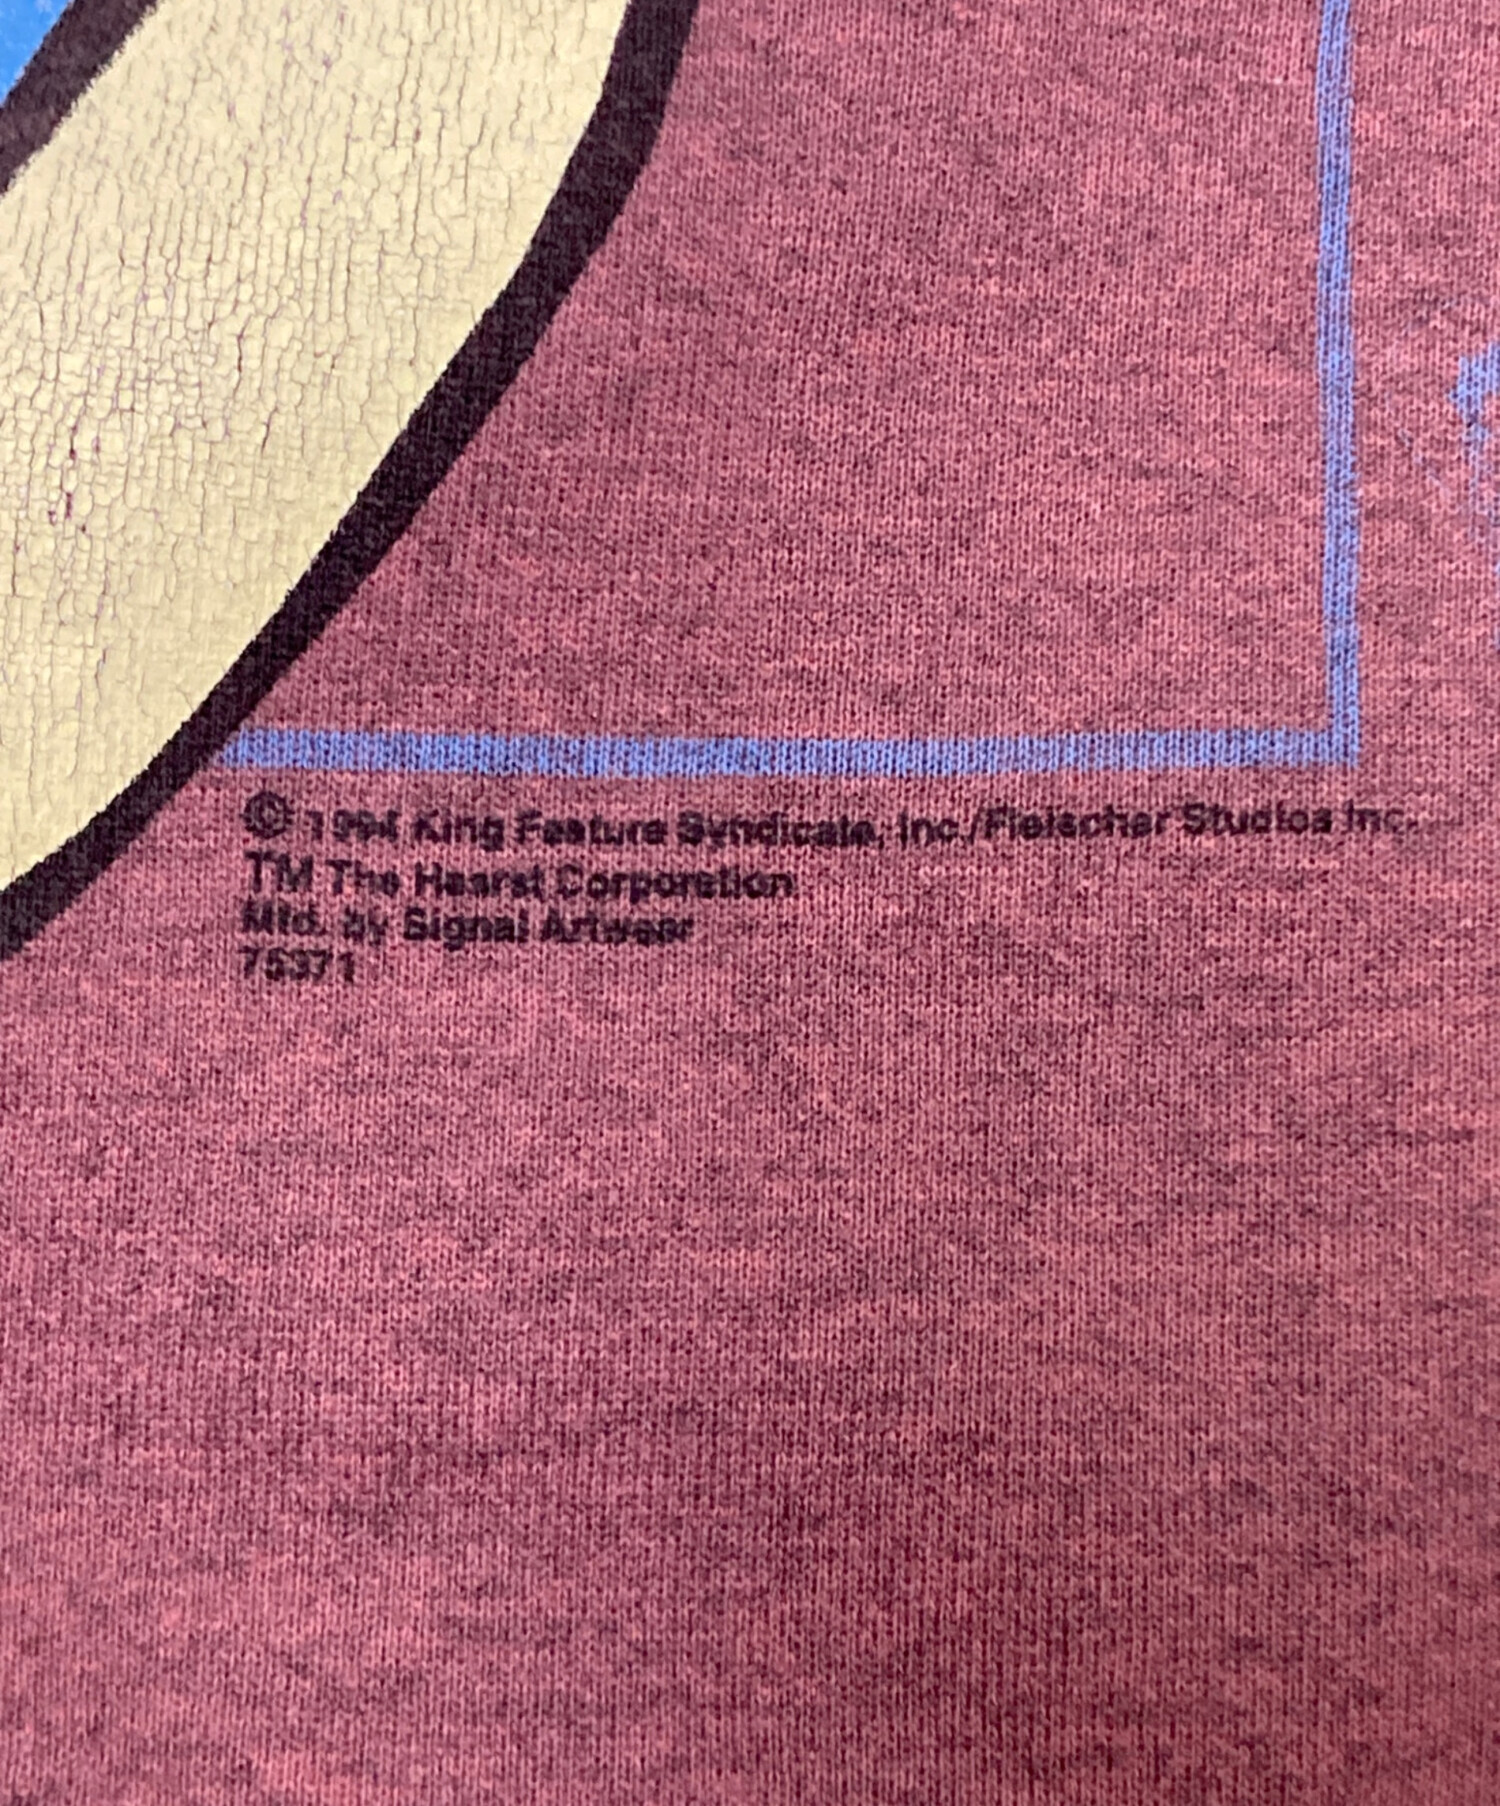 © 1994 King Feature Syndicate, Inc./Fleischer Studios Inc.
TM The Hearst Corporation
Mfd. by Signal Artwear
75371